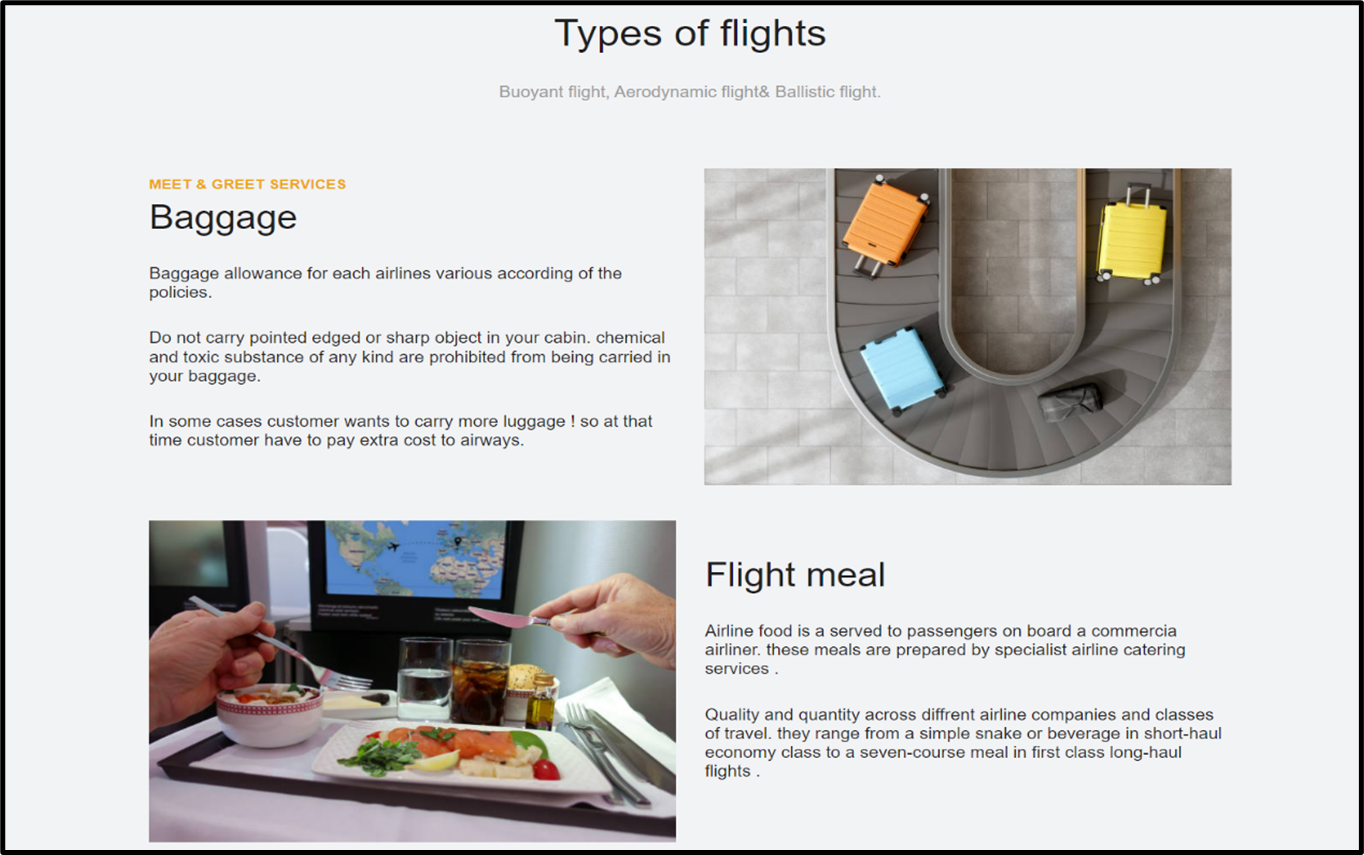 Types of flights
Buoyant flight, Aerodynamic flight& Ballistic flight.
MEET & GREET SERVICES
Baggage
Baggage allowance for each airlines various according of the
policies.
Do not carry pointed edged or sharp object in your cabin. chemical
and toxic substance of any kind are prohibited from being carried in
your baggage.
In some cases customer wants to carry more luggage ! so at that
time customer have to pay extra cost to airways.
Flight meal
Airline food is a served to passengers on board a commercia
airliner. these meals are prepared by specialist airline catering
services .
Quality and quantity across diffrent airline companies and classes
of travel. they range from a simple snake or beverage in short-haul
economy class to a seven-course meal in first class long-haul
flights .